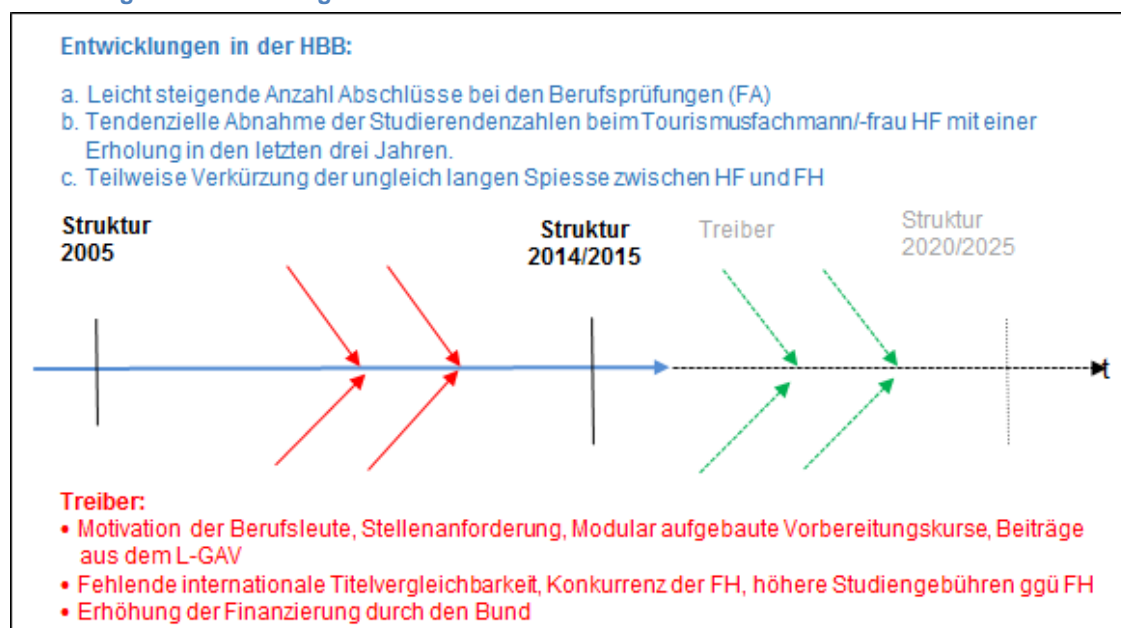 Entwicklungen in der HBB:
a. Leicht steigende Anzahl Abschlüsse bei den Berufsprüfungen (FA)
b. Tendenzielle Abnahme der Studierendenzahlen beim Tourismusfachmann/-frau HF mit einer
Erholung in den letzten drei Jahren.
c. Teilweise Verkürzung der ungleich langen Spiesse zwischen HF und FH
Struktur
2005
Struktur
2014/2015
Treiber
Struktur
2020/2025
t
Treiber:
• Motivation der Berufsleute, Stellenanforderung, Modular aufgebaute Vorbereitungskurse, Beiträge
aus dem L-GAV
• Fehlende internationale Titelvergleichbarkeit, Konkurrenz der FH, höhere Studiengebühren ggü FH
• Erhöhung der Finanzierung durch den Bund